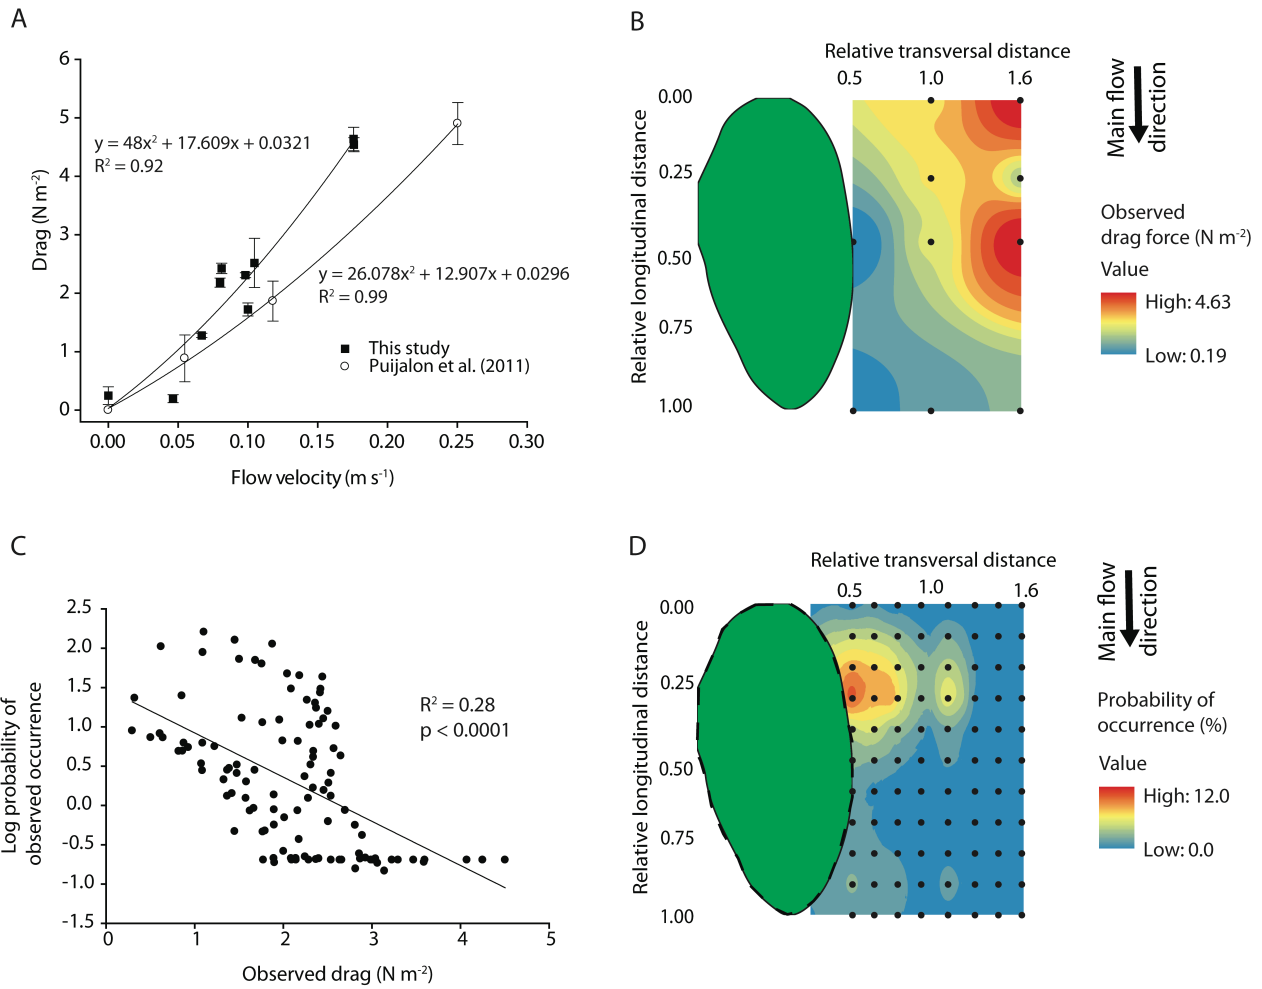 A
6
5
4
3
2
1
0
Drag (N m-2)
y = 48x2 + 17.609x + 0.0321
R2 = 0.92
y = 26.078x2 + 12.907x + 0.0296
R2 = 0.99
This study
Puijalon et al. (2011)
0.00 0.05 0.10 0.15 0.20 0.25 0.30
Flow velocity (m s-1)
B
Relative transversal distance
0.5 1.0 1.6
0.00
0.25
0.50
0.75
1.00
Relative longitudinal distance
Main flow
direction
Observed
drag force (N m-2)
Value
High: 4.63
Low: 0.19
C
2.5
2.0
1.5
1.0
0.5
0.0
-0.5
-1.0
-1.5
Log probability of
observed occurrence
R2 = 0.28
p < 0.0001
0 1 2 3 4 5
Observed drag (N m-2)
D
Relative transversal distance
0.5 1.0 1.6
0.00
0.25
0.50
0.75
1.00
Relative longitudinal distance
Main flow
direction
Probability of
occurrence (%)
Value
High: 12.0
Low: 0.0